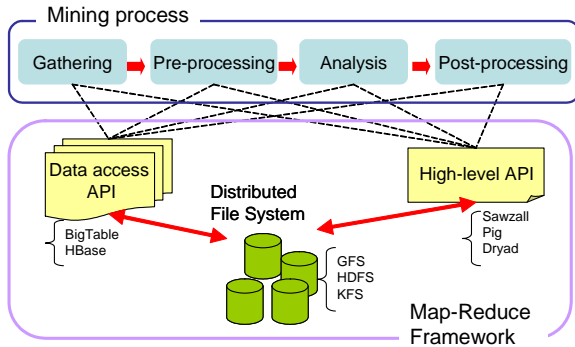 Mining process
Gathering
Pre-processing
Analysis
Post-processing
Data access
API
High-level API
Distributed
File System
BigTable
HBase
Sawzall
Pig
Dryad
GFS
HDFS
KFS
Map-Reduce
Framework